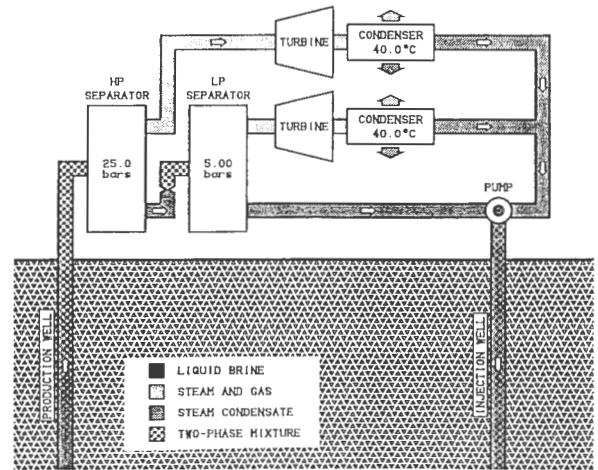 TURBINE
CONDENSER
40.0°C
HP
SEPARATOR
LP
SEPARATOR
25.0
bars
5.00
bars
TURBINE
CONDENSER
40.0°C
PUMP
PRODUCTION WELL
INJECTION WELL
LIQUID BRINE
STEAM AND GAS
STEAM CONDENSATE
TWO-PHASE MIXTURE